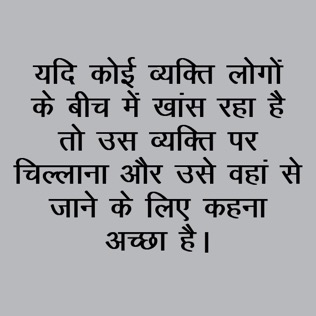 यदि कोई व्यक्ति लोगों
के बीच में खांस रहा है
तो उस व्यक्ति पर
चिल्लाना और उसे वहां से
जाने के लिए कहना
अच्छा है।